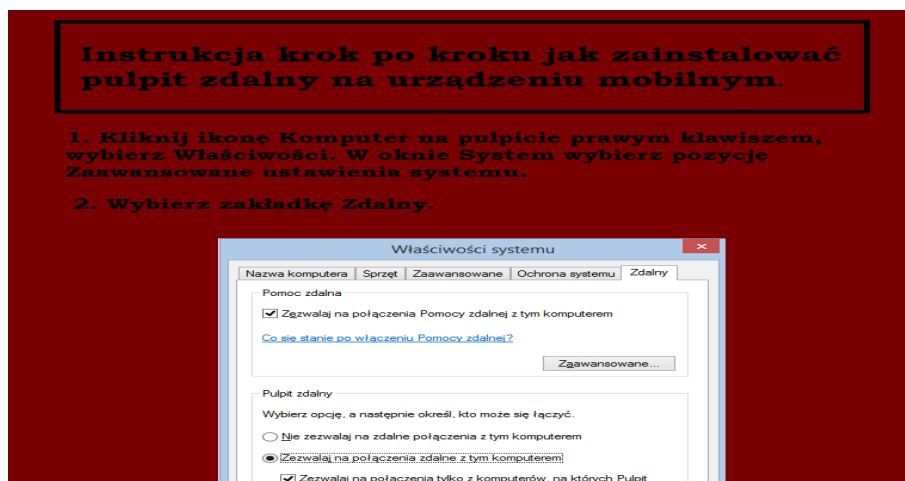 Instrukcja krok po kroku jak zainstalować
pulpit zdalny na urządzeniu mobilnym.
1. Kliknij ikonę Komputer na pulpicie prawym klawiszem,
wybierz Właściwości. W oknie System wybierz pozycję
Zaawansowane ustawienia systemu.
2. Wybierz zakładkę Zdalny.
Właściwości systemu
Nazwa komputera Sprzęt Zaawansowane Ochrona systemu Zdalny
Pomoc zdalna
Zezwalaj na połączenia Pomocy zdalnej z tym komputerem
Co się stanie po włączeniu Pomocy zdalnej?
Zaawansowane...
Pulpit zdalny
Wybierz opcję, a następnie określ, kto może się łączyć.
Nie zezwalaj na zdalne połączenia z tym komputerem
Zezwalaj na połączenia zdalne z tym komputerem
Zezwalaj na połączenia tylko z komputerów, na których Pulpit